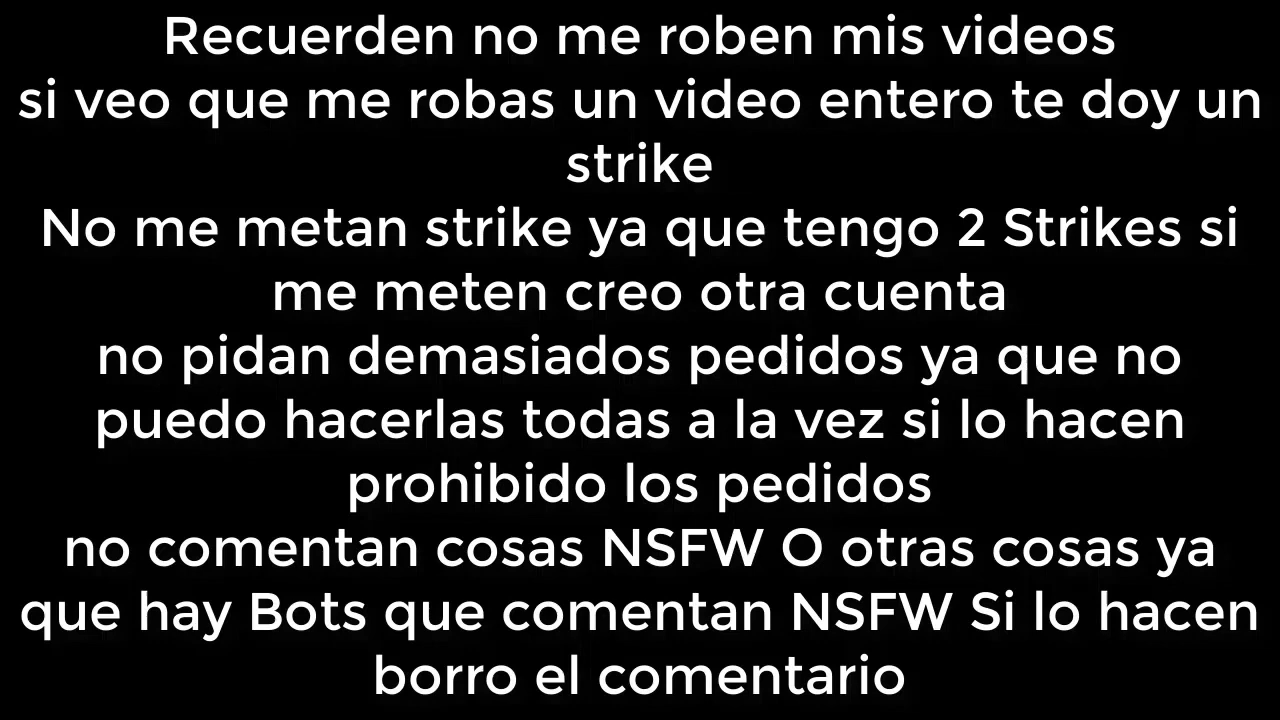 Recuerden no me roben mis videos
si veo que me robas un video entero te doy un
strike
No me metan strike ya que tengo 2 Strikes si
me meten creo otra cuenta
no pidan demasiados pedidos ya que no
puedo hacerlas todas a la vez si lo hacen
prohibido los pedidos
no comentan cosas NSFW O otras cosas ya
que hay Bots que comentan NSFW Si lo hacen
borro el comentario